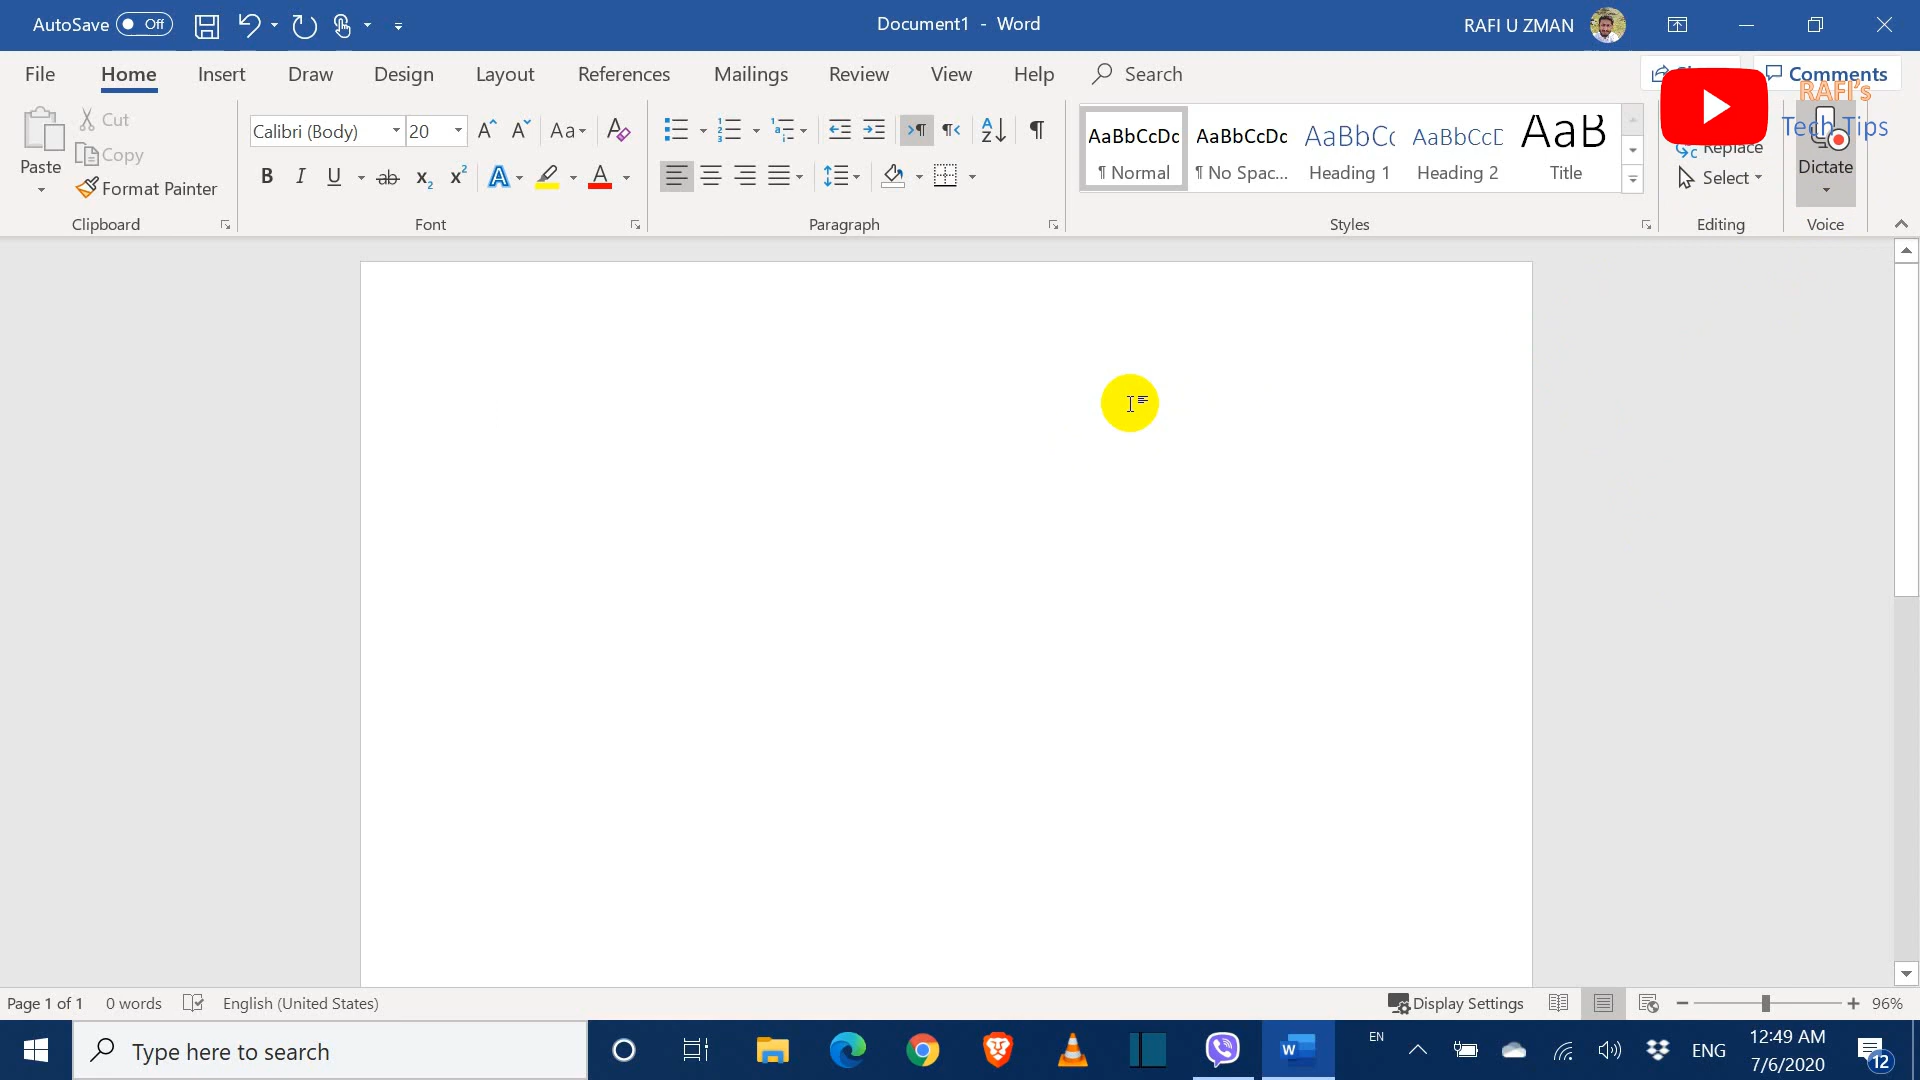 AutoSave Off Document1 - Word RAFI U ZMAN
File Home Insert Draw Design Layout References Mailings Review View Help Search Comments
RAFI's
Tech Tips
Paste
Cut
Copy
Format Painter
Clipboard
Calibri (Body) 20 Aa
B I U ab x₂ x² A A
Font
Paragraph
AaBbCcDc AaBbCcDc AaBbCc AaBbCcD AaB
¶ Normal ¶ No Spac... Heading 1 Heading 2 Title
Styles
Replace
Select
Editing
Dictate
Voice
Page 1 of 1 0 words English (United States) Display Settings 96%
Type here to search
EN
ENG
12:49 AM
7/6/2020
12